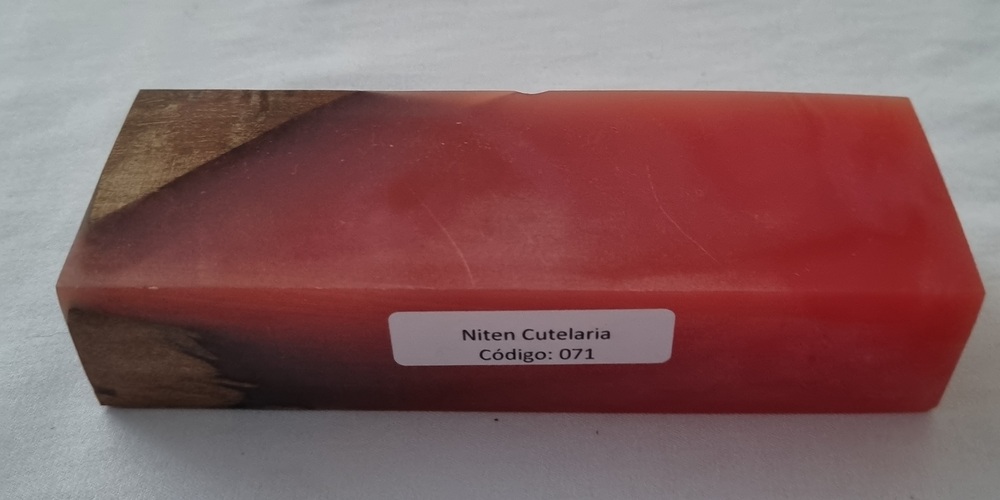 Niten Cutelaria
Código: 071